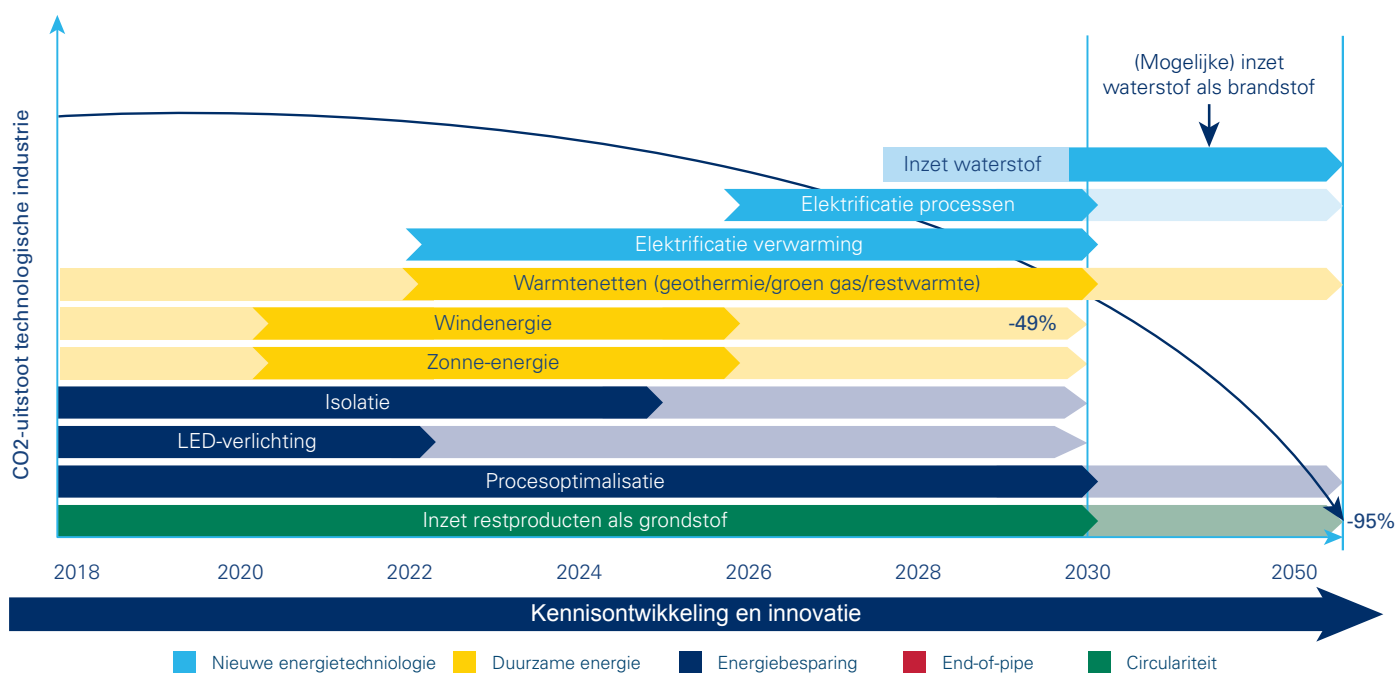 (Mogelijke) inzet
waterstof als brandstof
CO2-uitstoot technologische industrie
Inzet waterstof
Elektrificatie processen
Elektrificatie verwarming
Warmtenetten (geothermie/groen gas/restwarmte)
Windenergie
-49%
Zonne-energie
Isolatie
LED-verlichting
Procesoptimalisatie
Inzet restproducten als grondstof
-95%
2018 2020 2022 2024 2026 2028 2030 2050
Kennisontwikkeling en innovatie
Nieuwe energietechniologie Duurzame energie Energiebesparing End-of-pipe Circulariteit